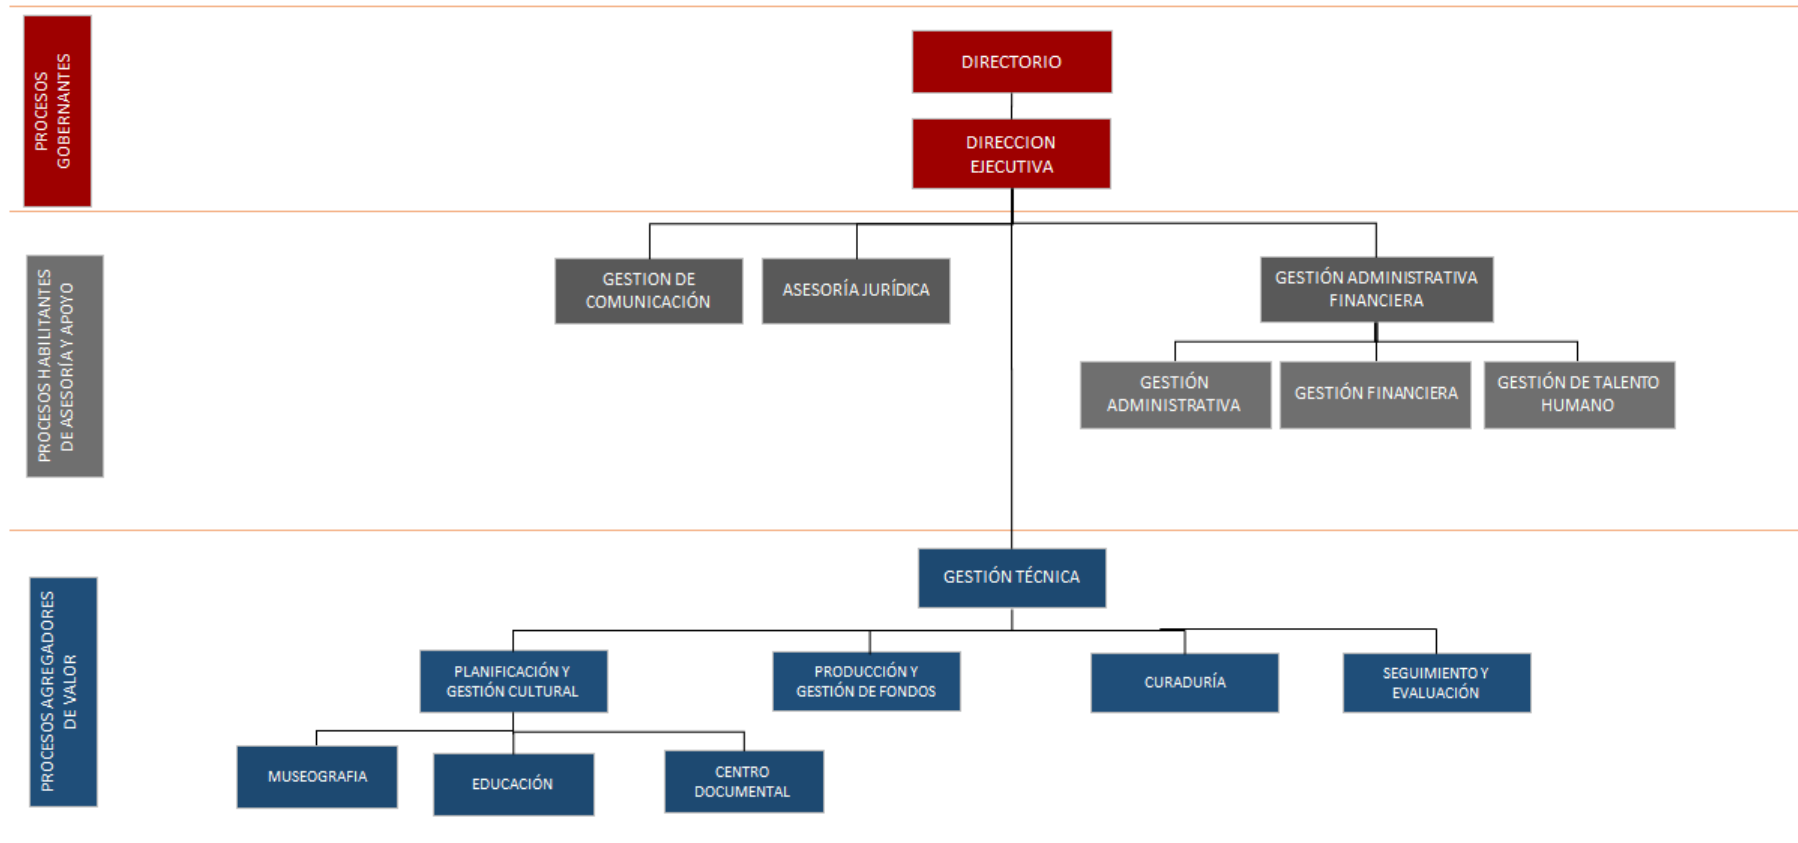 PROCESOS
GOBERNANTES
DIRECTORIO
DIRECCION
EJECUTIVA
PROCESOS HABILITANTES
DE ASESORÍA Y APOYO
GESTION DE
COMUNICACIÓN
ASESORÍA JURÍDICA
GESTIÓN ADMINISTRATIVA
FINANCIERA
GESTIÓN
ADMINISTRATIVA
GESTIÓN FINANCIERA
GESTIÓN DE TALENTO
HUMANO
PROCESOS AGREGADORES
DE VALOR
GESTIÓN TÉCNICA
PLANIFICACIÓN Y
GESTIÓN CULTURAL
PRODUCCIÓN Y
GESTIÓN DE FONDOS
CURADURÍA
SEGUIMIENTO Y
EVALUACIÓN
MUSEOGRAFIA
EDUCACIÓN
CENTRO
DOCUMENTAL